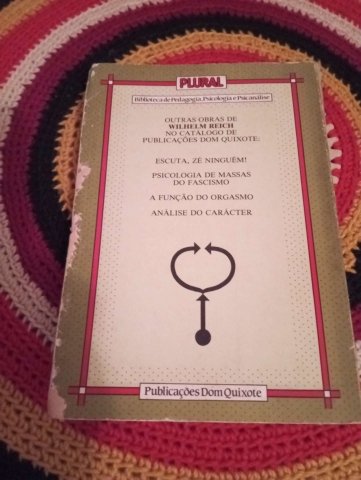 PLURAL
Biblioteca de Pedagogia, Psicologia e Psicanálise
OUTRAS OBRAS DE
WILHELM REICH
NO CATÁLOGO DE
PUBLICAÇÕES DOM QUIXOTE:
ESCUTA, ZÉ NINGUÉM!
PSICOLOGIA DE MASSAS
DO FASCISMO
A FUNÇÃO DO ORGASMO
ANÁLISE DO CARÁCTER
Publicações Dom Quixote